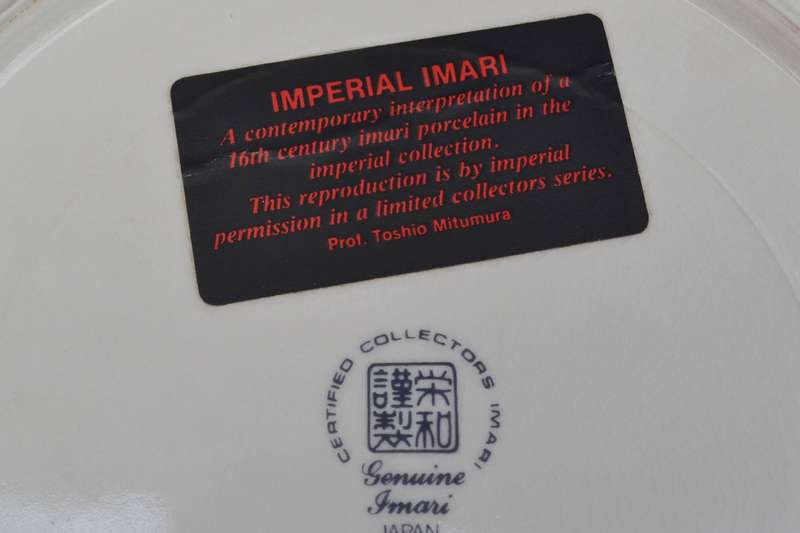 IMPERIAL IMARI
A contemporary interpretation of a
16th century imari porcelain in the
imperial collection.
This reproduction is by imperial
permission in a limited collectors series.
Prof. Toshio Mitumura
CERTIFIED COLLECTORS IMARI
栄和
謹製
Genuine
Imari
JAPAN